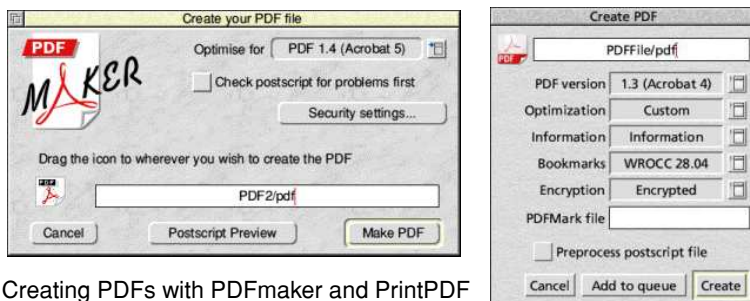 Create your PDF file
PDF
MAKER
Optimise for PDF 1.4 (Acrobat 5)
Check postscript for problems first
Security settings...
Drag the icon to wherever you wish to create the PDF
PDF
PDF2/pdf
Cancel Postscript Preview Make PDF
Create PDF
PDF
PDFFile/pdf
PDF version 1.3 (Acrobat 4)
Optimization Custom
Information Information
Bookmarks WROCC 28.04
Encryption Encrypted
PDFMark file
Preprocess postscript file
Cancel Add to queue Create
Creating PDFs with PDFmaker and PrintPDF